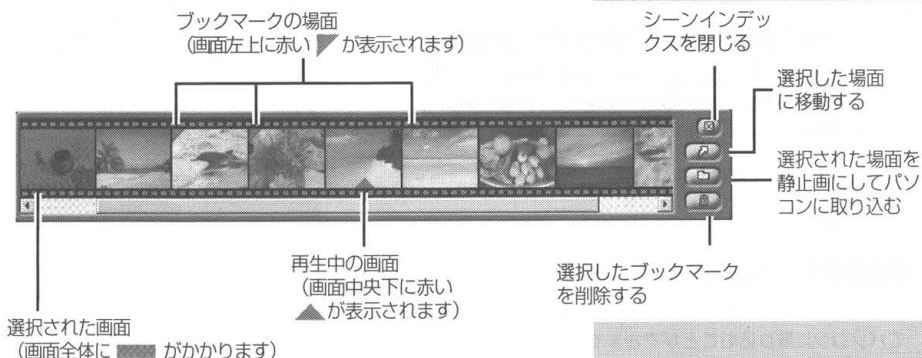 ブックマークの場面
（画面左上に赤い が表示されます）
シーンインデッ
クスを閉じる
選択した場面
に移動する
選択された場面を
静止画にしてパソ
コンに取り込む
再生中の画面
（画面中央下に赤い
▲が表示されます）
選択したブックマーク
を削除する
選択された画面
（画面全体に がかかります）